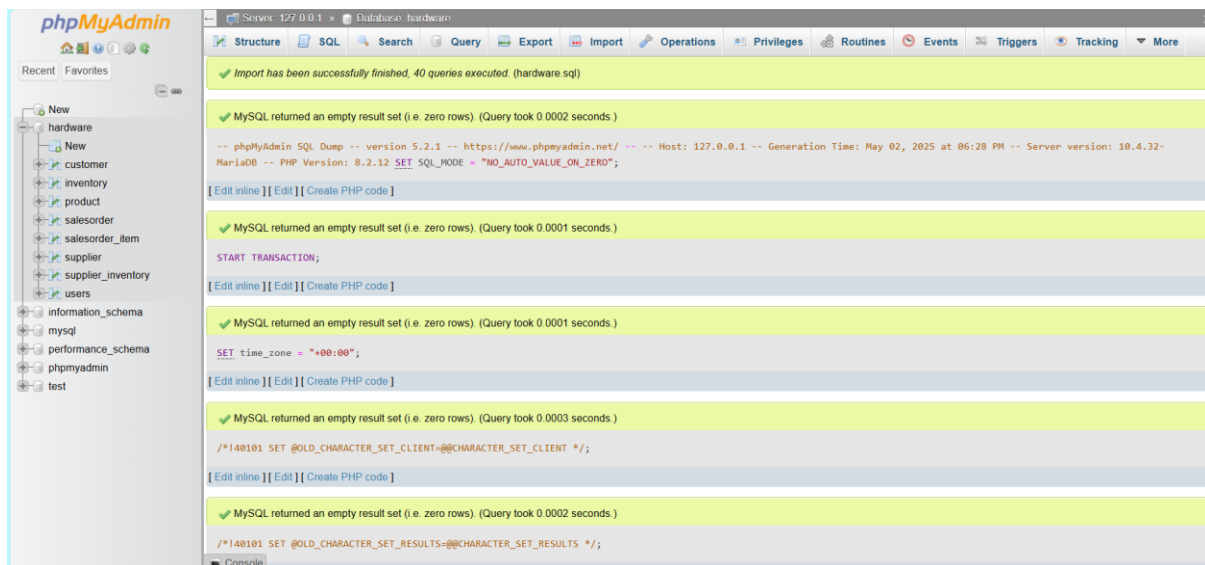 phpMyAdmin
Recent Favorites
New
hardware
New
customer
inventory
product
salesorder
salesorder_item
supplier
supplier_inventory
users
information_schema
mysql
performance_schema
phpmyadmin
test
Server: 127.0.0.1 » Database: hardware
Structure SQL Search Query Export Import Operations Privileges Routines Events Triggers Tracking More
Import has been successfully finished, 40 queries executed. (hardware.sql)
MySQL returned an empty result set (i.e. zero rows). (Query took 0.0002 seconds.)
-- phpMyAdmin SQL Dump -- version 5.2.1 -- https://www.phpmyadmin.net/ -- -- Host: 127.0.0.1 -- Generation Time: May 02, 2025 at 06:28 PM -- Server version: 10.4.32-
MariaDB -- PHP Version: 8.2.12 SET SQL_MODE = "NO_AUTO_VALUE_ON_ZERO";
[ Edit inline ] [ Edit ] [ Create PHP code ]
MySQL returned an empty result set (i.e. zero rows). (Query took 0.0001 seconds.)
START TRANSACTION;
[ Edit inline ] [ Edit ] [ Create PHP code ]
MySQL returned an empty result set (i.e. zero rows). (Query took 0.0001 seconds.)
SET time_zone = "+00:00";
[ Edit inline ] [ Edit ] [ Create PHP code ]
MySQL returned an empty result set (i.e. zero rows). (Query took 0.0003 seconds.)
/*!40101 SET @OLD_CHARACTER_SET_CLIENT=@@CHARACTER_SET_CLIENT */;
[ Edit inline ] [ Edit ] [ Create PHP code ]
MySQL returned an empty result set (i.e. zero rows). (Query took 0.0002 seconds.)
/*!40101 SET @OLD_CHARACTER_SET_RESULTS=@@CHARACTER_SET_RESULTS */;
Console